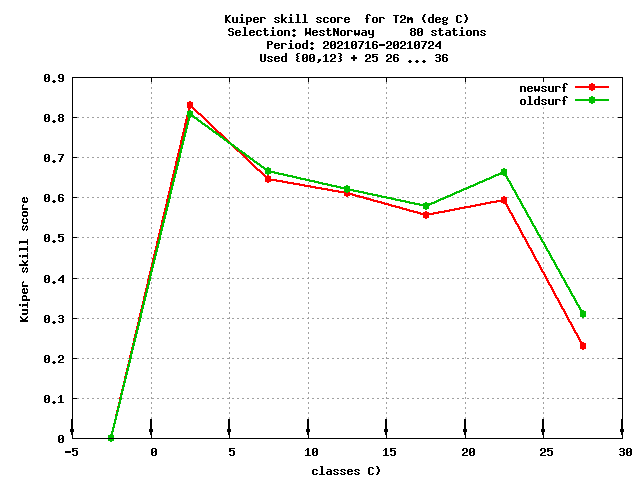 Kuiper skill score  for T2m (deg C)
Selection: WestNorway     80 stations
Period: 20210716-20210724
Used {00,12} + 25 26 ... 36
newsurf
oldsurf
Kuiper skill score
0.9
0.8
0.7
0.6
0.5
0.4
0.3
0.2
0.1
0
-5 0 5 10 15 20 25 30
classes C)